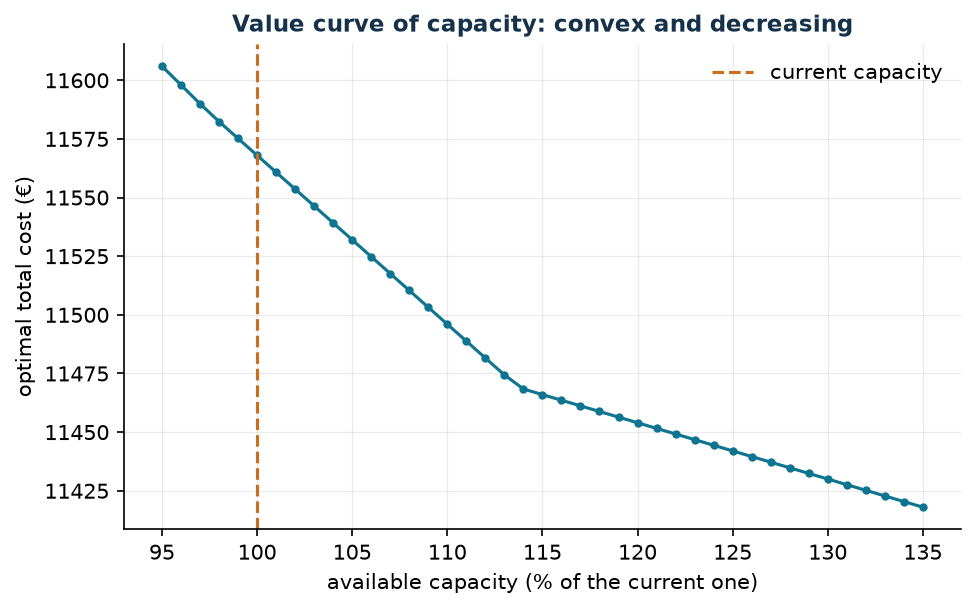 Value curve of capacity: convex and decreasing
current capacity
optimal total cost (€)
11600
11575
11550
11525
11500
11475
11450
11425
95 100 105 110 115 120 125 130 135
available capacity (% of the current one)